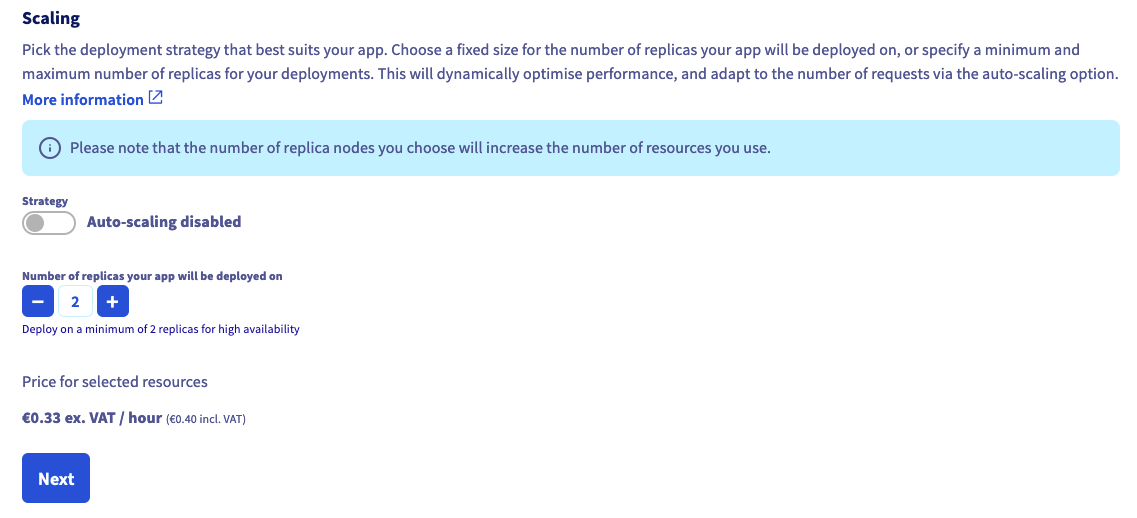 Scaling
Pick the deployment strategy that best suits your app. Choose a fixed size for the number of replicas your app will be deployed on, or specify a minimum and
maximum number of replicas for your deployments. This will dynamically optimise performance, and adapt to the number of requests via the auto-scaling option.
More information
Please note that the number of replica nodes you choose will increase the number of resources you use.
Strategy
Auto-scaling disabled
Number of replicas your app will be deployed on
− 2 +
Deploy on a minimum of 2 replicas for high availability
Price for selected resources
€0.33 ex. VAT / hour (€0.40 incl. VAT)
Next